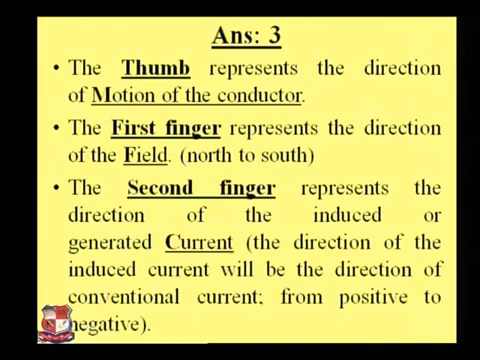 Ans: 3
• The Thumb represents the direction
of Motion of the conductor.
• The First finger represents the direction
of the Field. (north to south)
• The Second finger represents the
direction of the induced or
generated Current (the direction of the
induced current will be the direction of
conventional current; from positive to
negative).